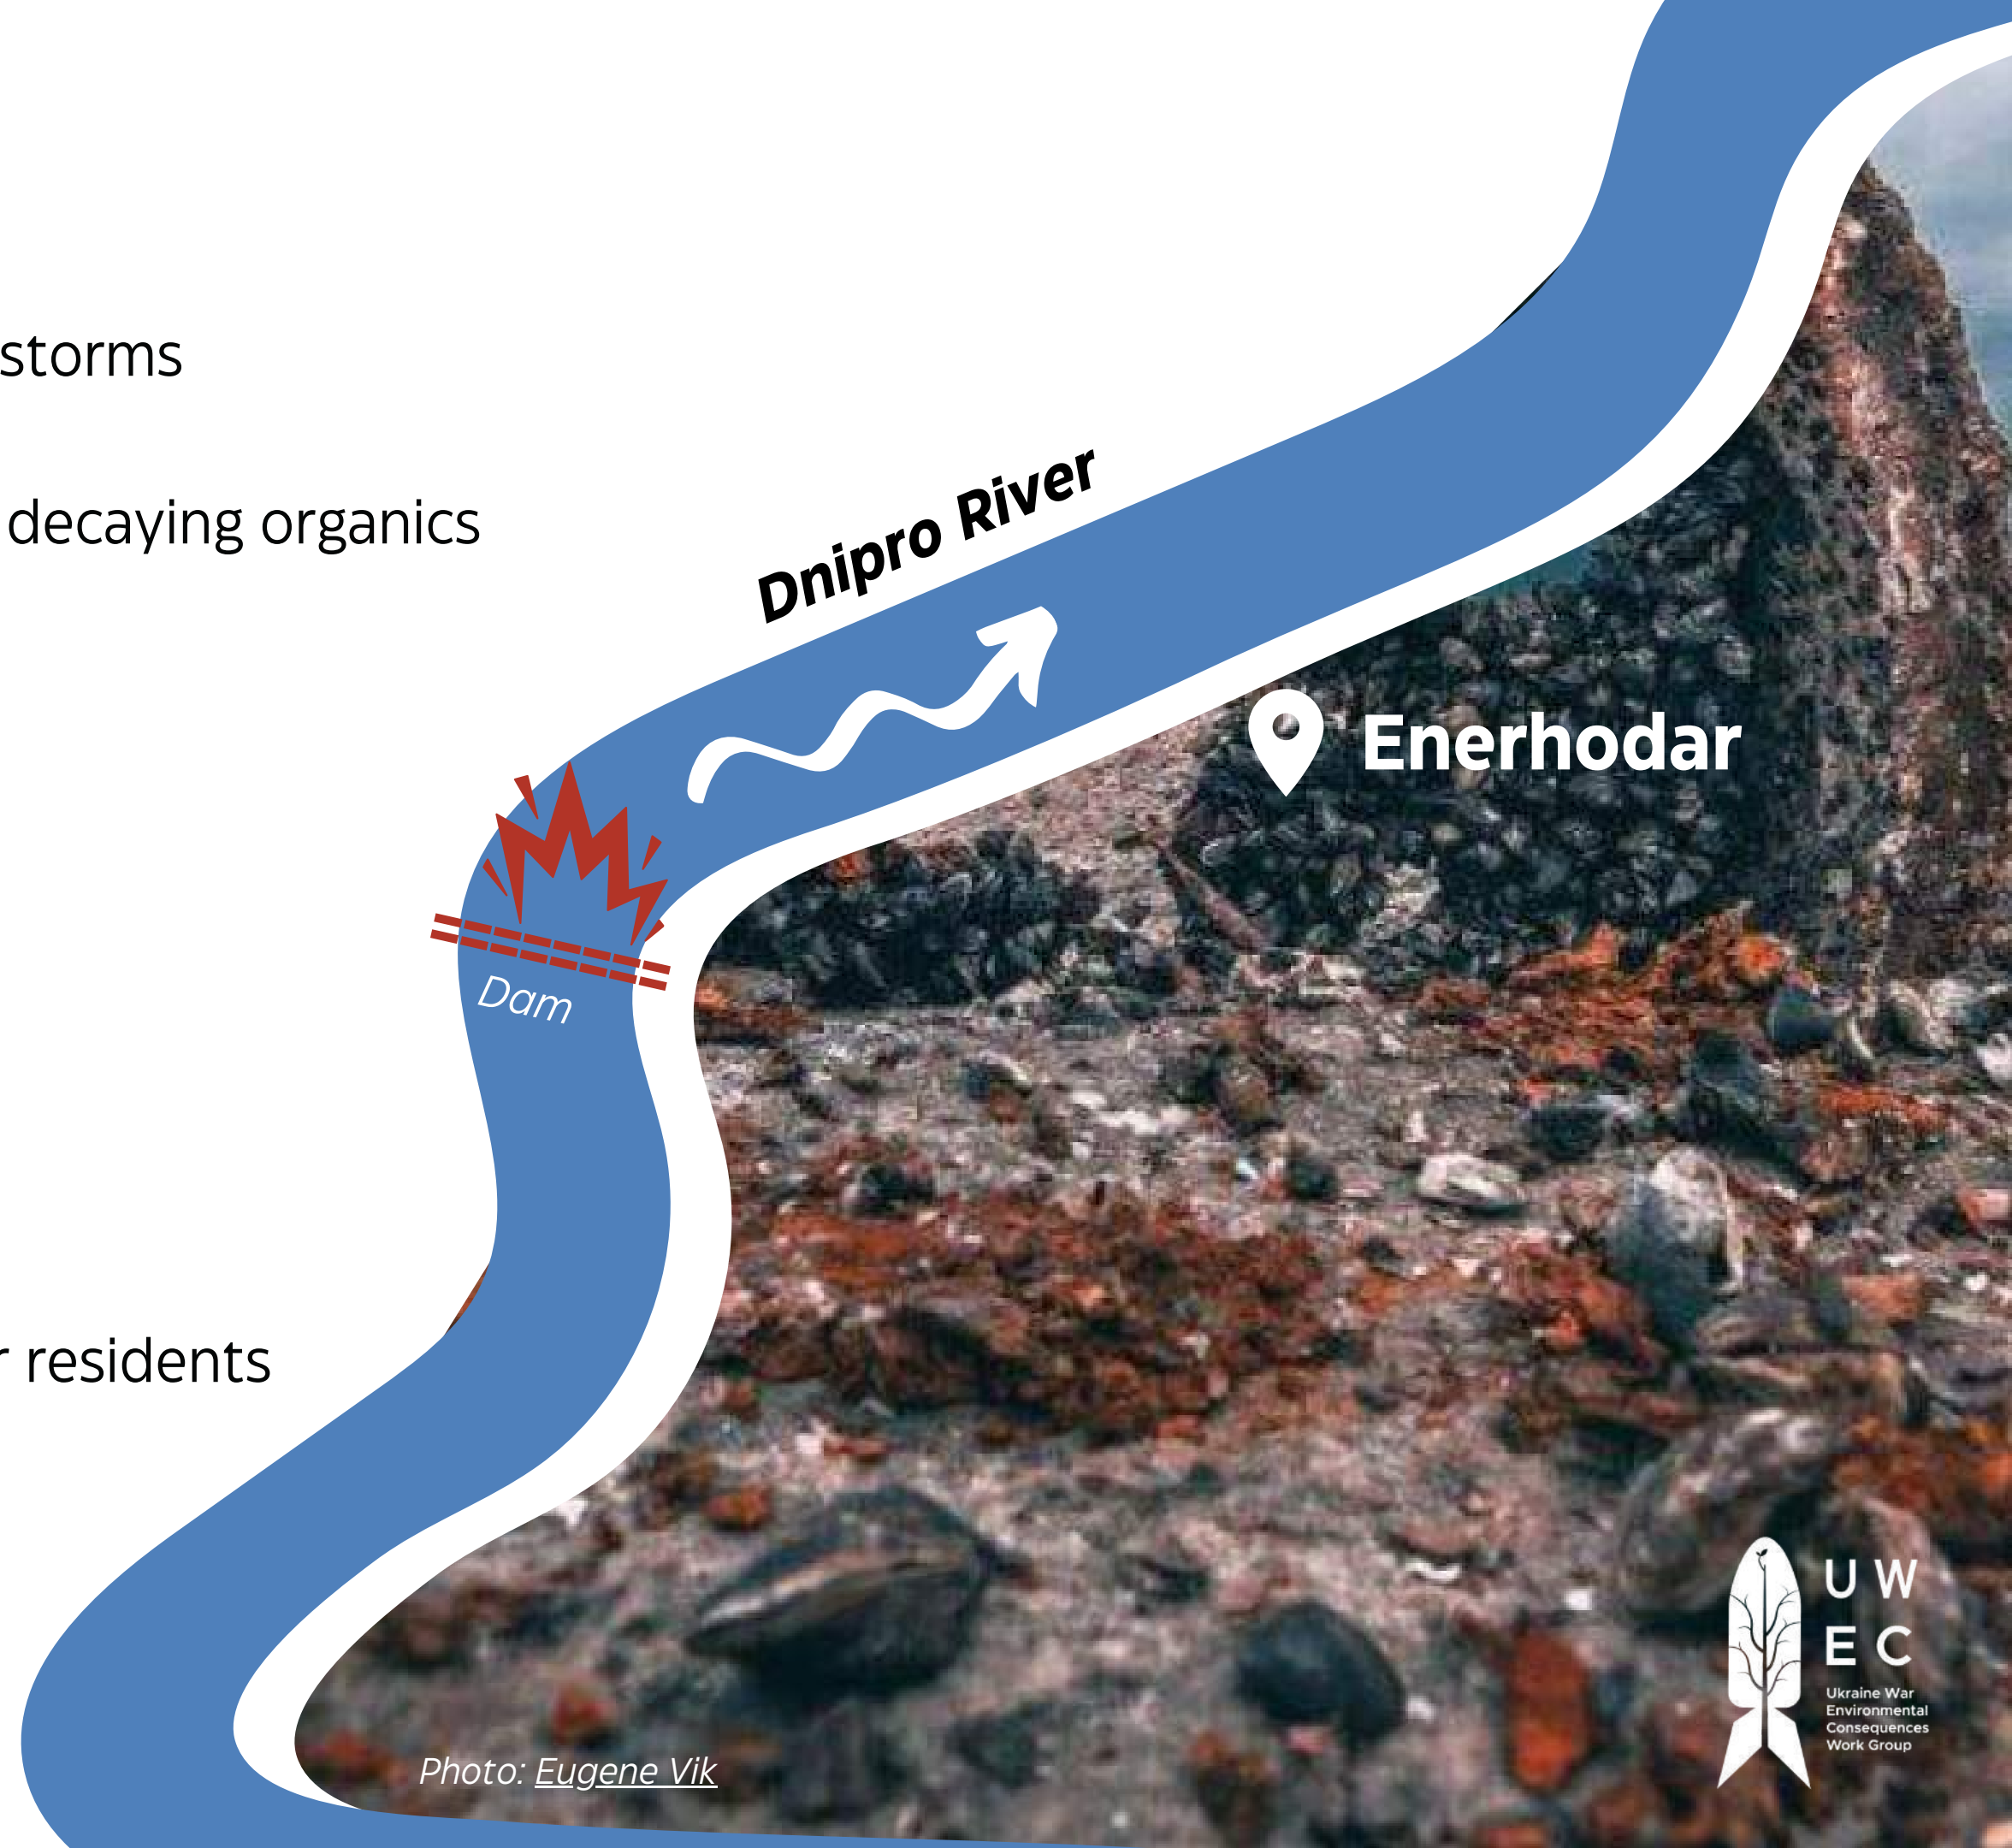 storms
decaying organics
Dnipro River
Enerhodar
Dam
r residents
U W
E C
Ukraine War
Environmental
Consequences
Work Group
Photo: Eugene Vik